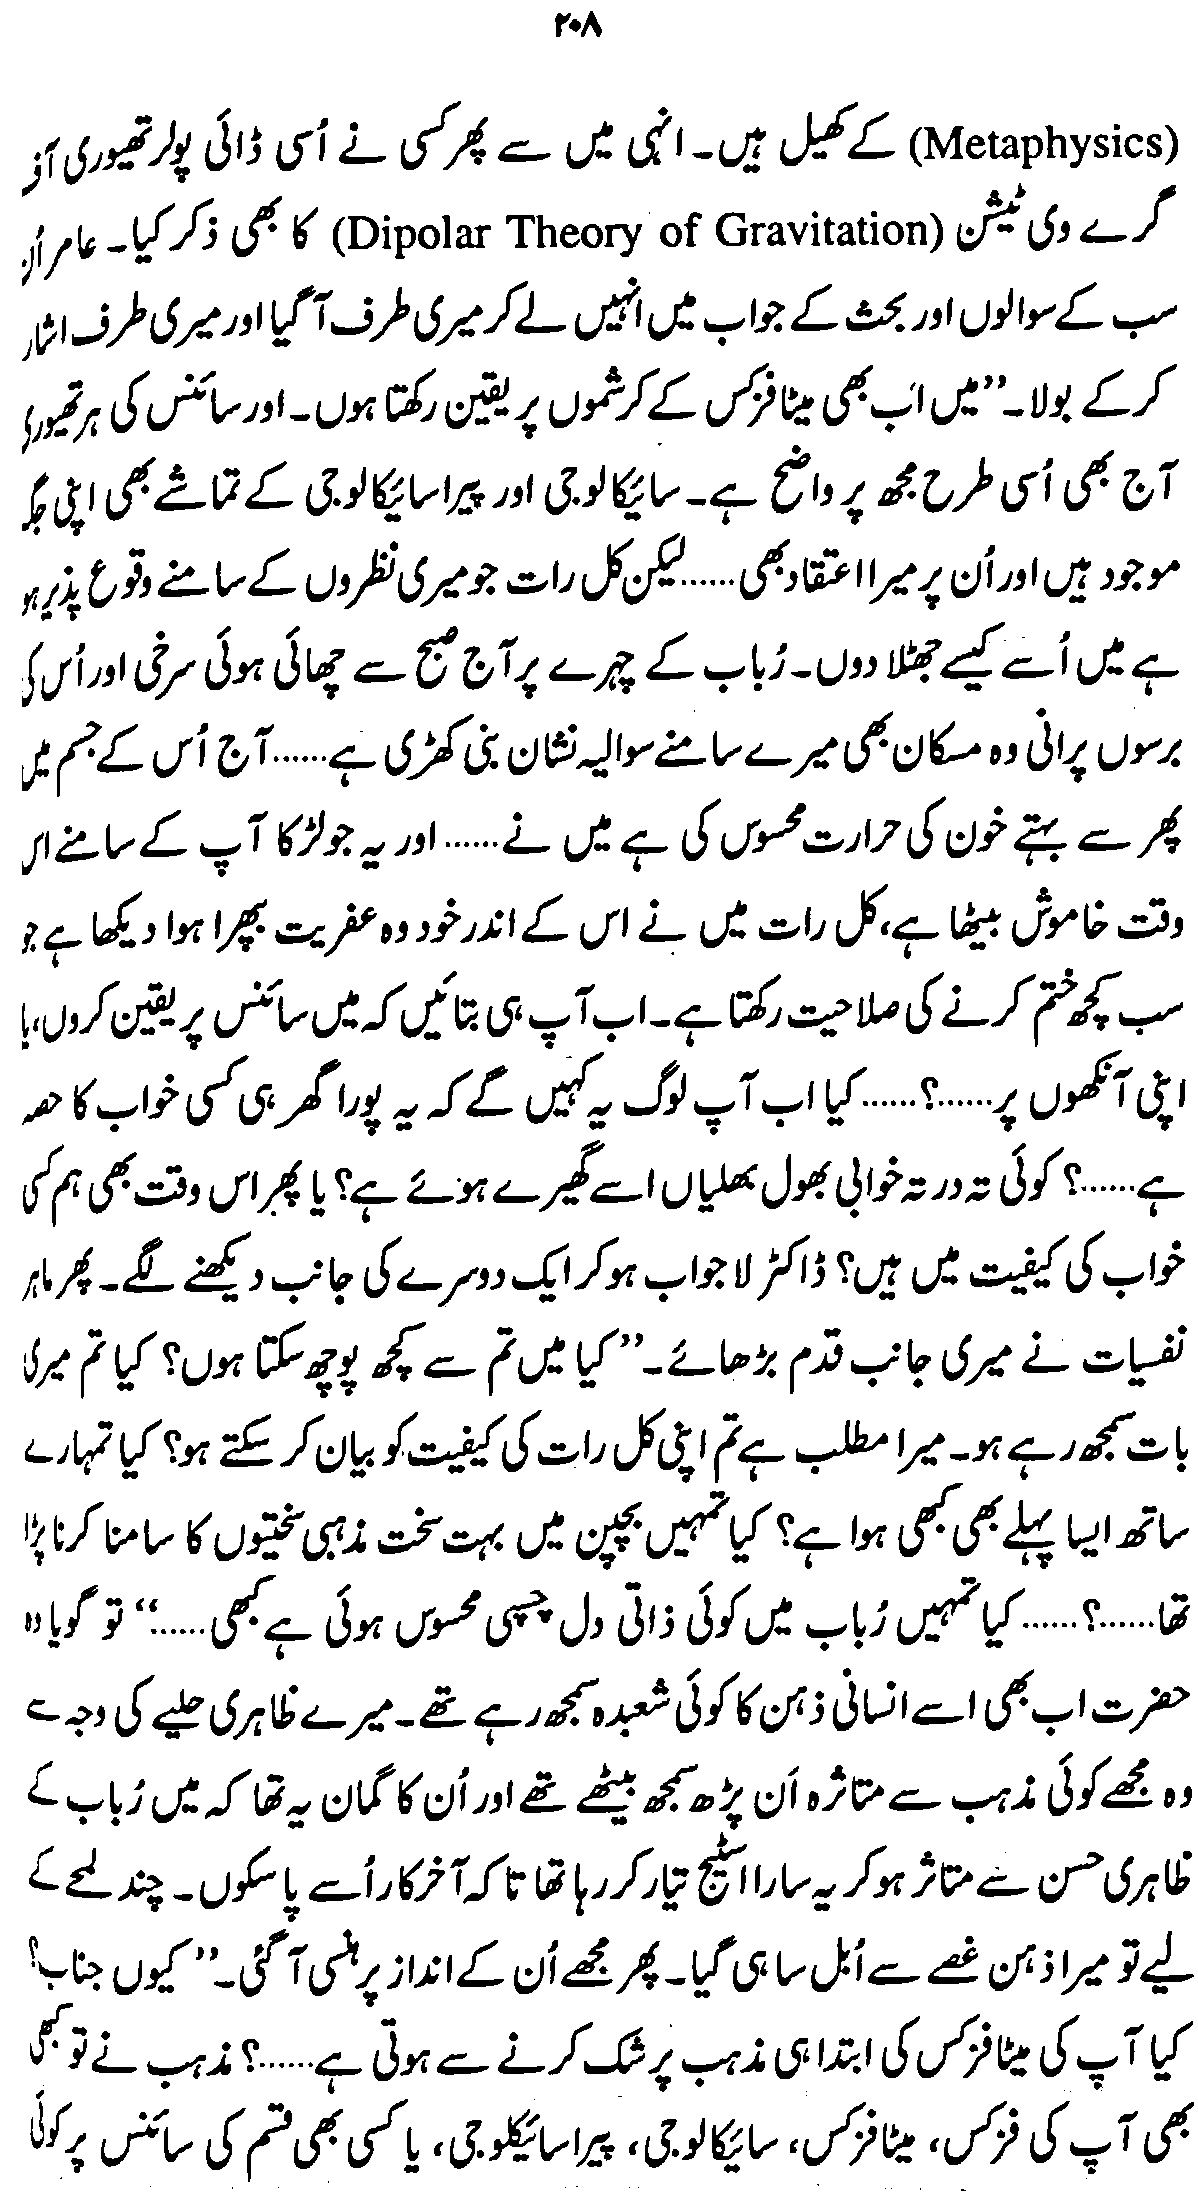 ۲۰۸
(Metaphysics) کے کھیل ہیں۔ انہی میں سے پھر کسی نے اُسی ڈائی پولر تھیوری آف
گرے وی ٹیشن (Dipolar Theory of Gravitation) کا بھی ذکر کیا۔ عامر اُن
سب کے سوالوں اور بحث کے جواب میں انہیں لے کر میری طرف آگیا اور میری طرف اشار
کرکے بولا۔ ”میں اَب بھی میٹافزکس کے کرشموں پر یقین رکھتا ہوں۔ اور سائنس کی ہر تھیوری
آج بھی اُسی طرح مجھ پر واضح ہے۔ سائیکالوجی اور پیراسائیکالوجی کے تماشے بھی اپنی جگہ
موجود ہیں اور اُن پر میرا اعتقاد بھی......لیکن کل رات جو میری نظروں کے سامنے وقوع پذیر ہو
ہے میں اُسے کیسے جھٹلا دوں۔ رُباب کے چہرے پر آج صبح سے چھائی ہوئی سرخی اور اُس کی
برسوں پرانی وہ مسکان بھی میرے سامنے سوالیہ نشان بنی کھڑی ہے......آج اُس کے جسم میں
پھر سے بہتے خون کی حرارت محسوس کی ہے میں نے......اور یہ جو لڑکا آپ کے سامنے اس
وقت خاموش بیٹھا ہے، کل رات میں نے اس کے اندر خود وہ عفریت بپھرا ہوا دیکھا ہے جو
سب کچھ ختم کرنے کی صلاحیت رکھتا ہے۔ اب آپ ہی بتائیں کہ میں سائنس پر یقین کروں، یا
اپنی آنکھوں پر......؟......کیا اب آپ لوگ یہ کہیں گے کہ یہ پورا گھر ہی کسی خواب کا حصہ
ہے......؟ کوئی تہ در تہ خوابی بھول بھلیاں اسے گھیرے ہوئے ہے؟ یا پھر اس وقت بھی ہم کسی
خواب کی کیفیت میں ہیں؟ ڈاکٹر لاجواب ہو کر ایک دوسرے کی جانب دیکھنے لگے۔ پھر ماہر
نفسیات نے میری جانب قدم بڑھائے۔ ”کیا میں تم سے کچھ پوچھ سکتا ہوں؟ کیا تم میری
بات سمجھ رہے ہو۔ میرا مطلب ہے تم اپنی کل رات کی کیفیت کو بیان کر سکتے ہو؟ کیا تمہارے
ساتھ ایسا پہلے بھی کبھی ہوا ہے؟ کیا تمہیں بچپن میں بہت سخت مذہبی سختیوں کا سامنا کرنا پڑا
تھا......؟......کیا تمہیں رُباب میں کوئی ذاتی دل چسپی محسوس ہوئی ہے کبھی......“ تو گویا وہ
حضرت اب بھی اسے انسانی ذہن کا کوئی شعبدہ سمجھ رہے تھے۔ میرے ظاہری حلیے کی وجہ سے
وہ مجھے کوئی مذہب سے متاثرہ اَن پڑھ سمجھ بیٹھے تھے اور اُن کا گمان یہ تھا کہ میں رُباب کے
ظاہری حسن سے متاثر ہو کر یہ سارا اسٹیج تیار کر رہا تھا تاکہ آخر کار اُسے پا سکوں۔ چند لمحے کے
لیے تو میرا ذہن غصے سے اُبل سا ہی گیا۔ پھر مجھے اُن کے انداز پر ہنسی آگئی۔ ”کیوں جناب؟
کیا آپ کی میٹافزکس کی ابتدا ہی مذہب پر شک کرنے سے ہوتی ہے......؟ مذہب نے تو کبھی
بھی آپ کی فزکس، میٹافزکس، سائیکالوجی، پیراسائیکلوجی، یا کسی بھی قسم کی سائنس پر کوئی